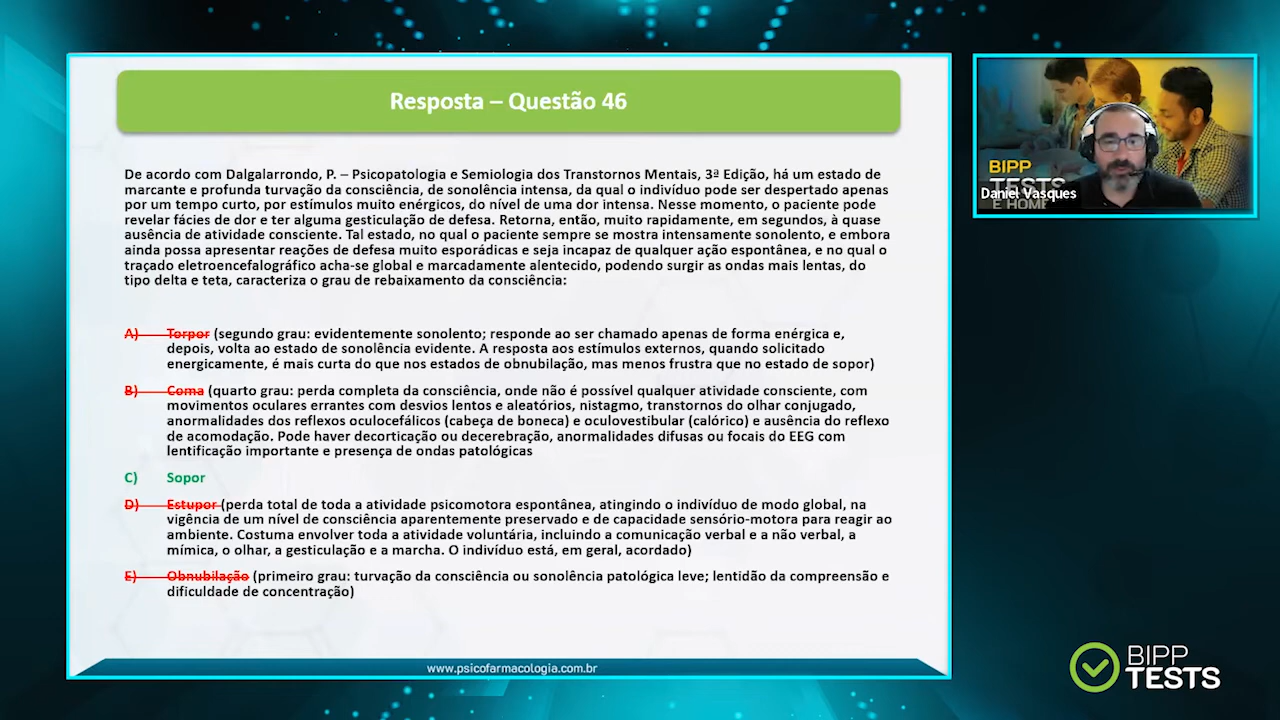 Resposta – Questão 46
De acordo com Dalgalarrondo, P. – Psicopatologia e Semiologia dos Transtornos Mentais, 3ª Edição, há um estado de
marcante e profunda turvação da consciência, de sonolência intensa, da qual o indivíduo pode ser despertado apenas
por um tempo curto, por estímulos muito enérgicos, do nível de uma dor intensa. Nesse momento, o paciente pode
revelar fácies de dor e ter alguma gesticulação de defesa. Retorna, então, muito rapidamente, em segundos, à quase
ausência de atividade consciente. Tal estado, no qual o paciente sempre se mostra intensamente sonolento, e embora
ainda possa apresentar reações de defesa muito esporádicas e seja incapaz de qualquer ação espontânea, e no qual o
traçado eletroencefalográfico acha-se global e marcadamente alentecido, podendo surgir as ondas mais lentas, do
tipo delta e teta, caracteriza o grau de rebaixamento da consciência:
A) Torpor (segundo grau: evidentemente sonolento; responde ao ser chamado apenas de forma enérgica e,
depois, volta ao estado de sonolência evidente. A resposta aos estímulos externos, quando solicitado
energicamente, é mais curta do que nos estados de obnubilação, mas menos frustra que no estado de sopor)
B) Coma (quarto grau: perda completa da consciência, onde não é possível qualquer atividade consciente, com
movimentos oculares errantes com desvios lentos e aleatórios, nistagmo, transtornos do olhar conjugado,
anormalidades dos reflexos oculocefálicos (cabeça de boneca) e oculovestibular (calórico) e ausência do reflexo
de acomodação. Pode haver decorticação ou decerebração, anormalidades difusas ou focais do EEG com
lentificação importante e presença de ondas patológicas
C) Sopor
D) Estupor (perda total de toda a atividade psicomotora espontânea, atingindo o indivíduo de modo global, na
vigência de um nível de consciência aparentemente preservado e de capacidade sensório-motora para reagir ao
ambiente. Costuma envolver toda a atividade voluntária, incluindo a comunicação verbal e a não verbal, a
mímica, o olhar, a gesticulação e a marcha. O indivíduo está, em geral, acordado)
E) Obnubilação (primeiro grau: turvação da consciência ou sonolência patológica leve; lentidão da compreensão e
dificuldade de concentração)
www.psicofarmacologia.com.br
BIPP
TESTS
E HOME
Daniel Vasques
BIPP
TESTS